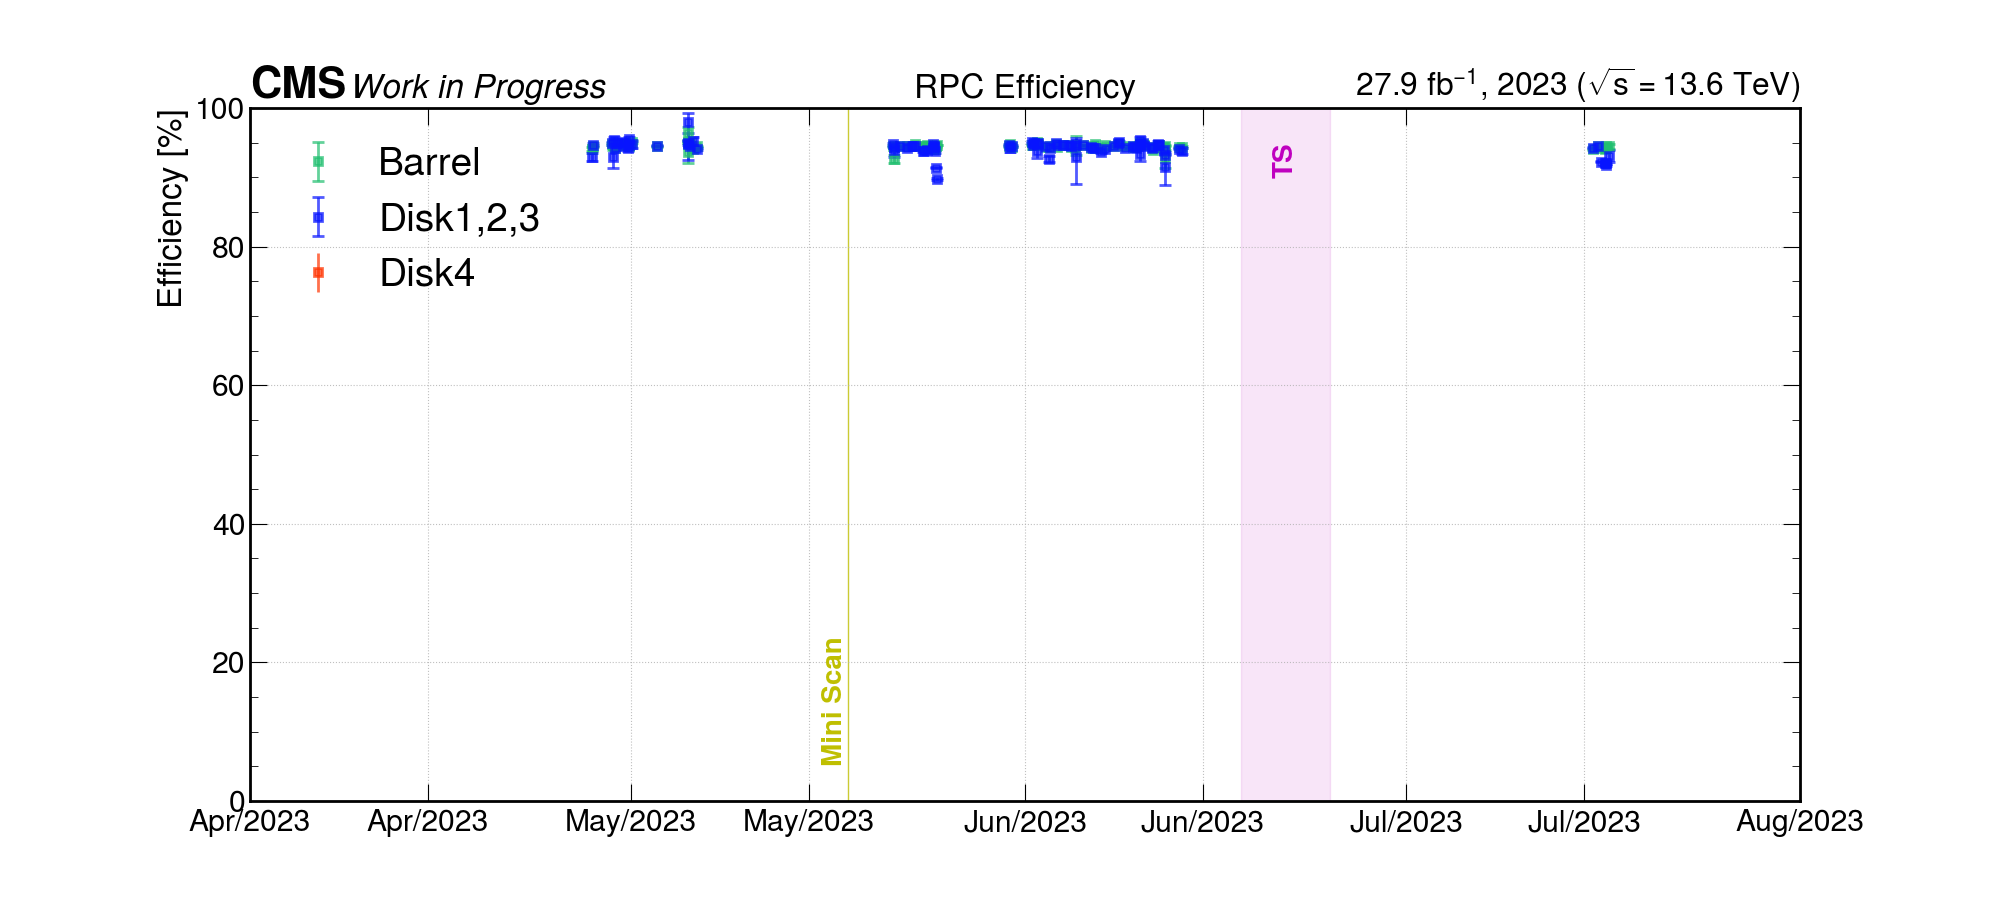 CMS Work in Progress RPC Efficiency 27.9 fb⁻¹, 2023 (√s = 13.6 TeV)
Efficiency [%]
100
80
60
40
20
0
Barrel
Disk1,2,3
Disk4
TS
Mini Scan
Apr/2023 Apr/2023 May/2023 May/2023 Jun/2023 Jun/2023 Jul/2023 Jul/2023 Aug/2023